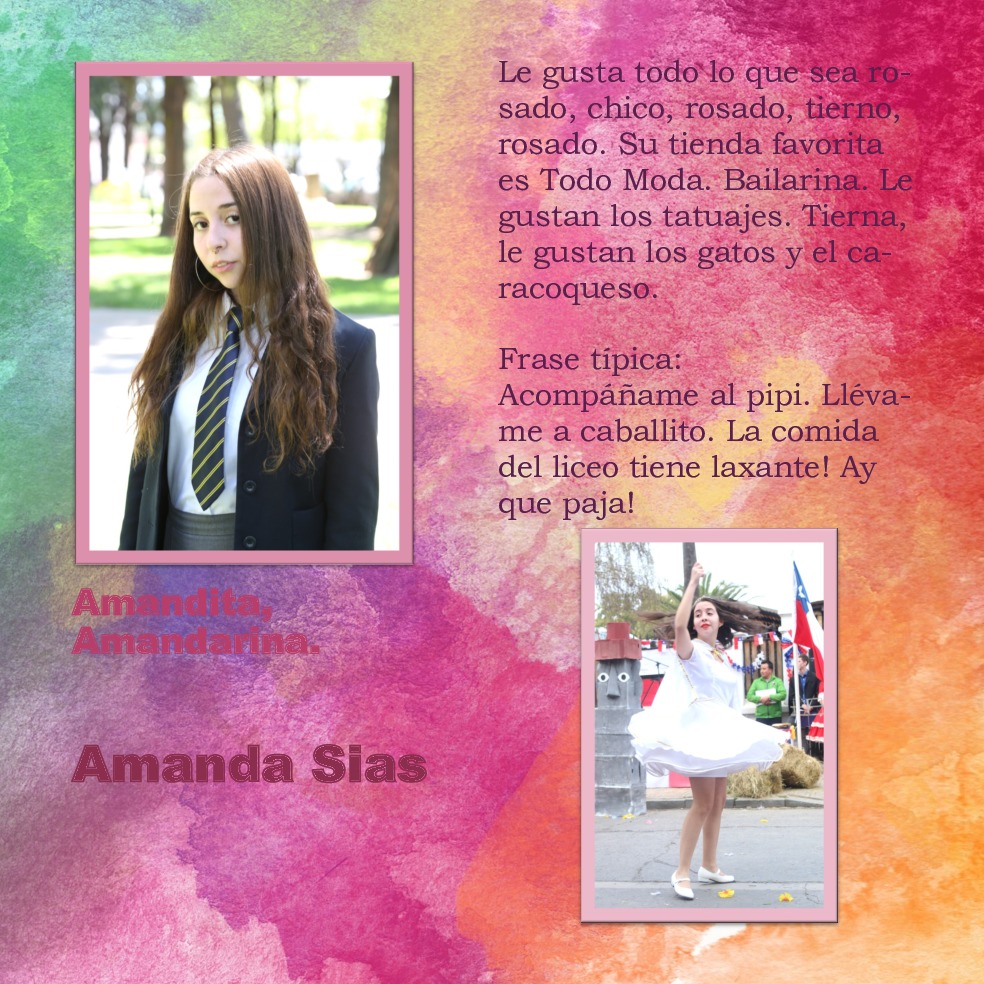 Le gusta todo lo que sea ro-
sado, chico, rosado, tierno,
rosado. Su tienda favorita
es Todo Moda. Bailarina. Le
gustan los tatuajes. Tierna,
le gustan los gatos y el ca-
racoqueso.
Frase típica:
Acompáñame al pipi. Lléva-
me a caballito. La comida
del liceo tiene laxante! Ay
que paja!
Amandita,
Amandarina.
Amanda Sias